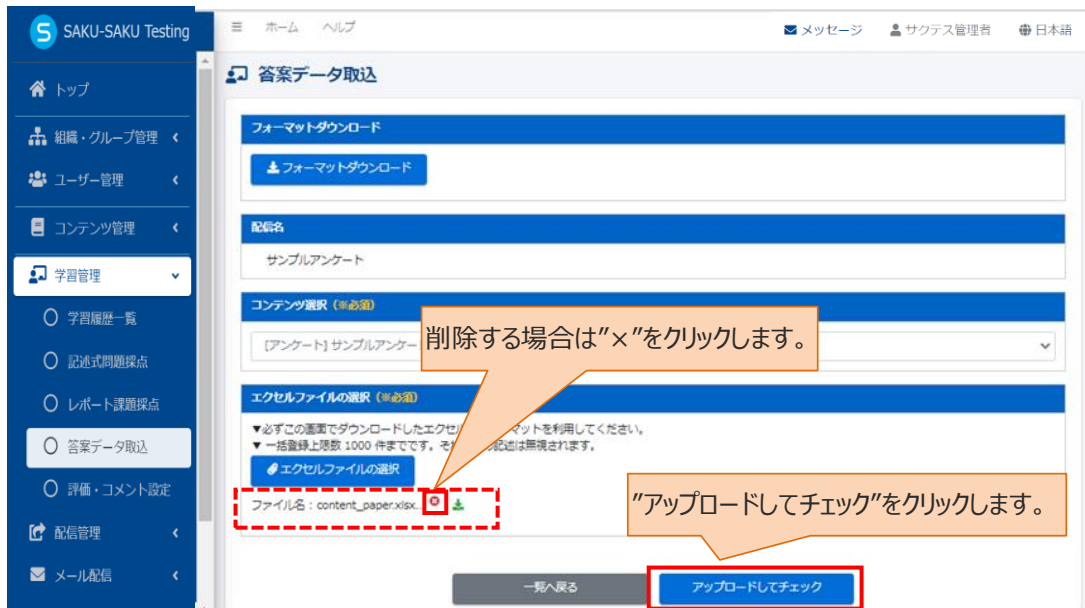 SAKU-SAKU Testing
ホーム ヘルプ
メッセージ サクテス管理者 日本語
トップ
組織・グループ管理
ユーザー管理
コンテンツ管理
学習管理
学習履歴一覧
記述式問題採点
レポート課題採点
答案データ取込
評価・コメント設定
配信管理
メール配信
答案データ取込
フォーマットダウンロード
フォーマットダウンロード
配信名
サンプルアンケート
コンテンツ選択 (※必須)
[アンケート] サンプルアンケー
削除する場合は”×”をクリックします。
エクセルファイルの選択 (※必須)
▼必ずこの画面でダウンロードしたエクセル マットを利用してください。
▼ 一括登録上限数 1000 件までです。そ 記述は無視されます。
エクセルファイルの選択
ファイル名 : content_paper.xlsx..
”アップロードしてチェック”をクリックします。
一覧へ戻る アップロードしてチェック